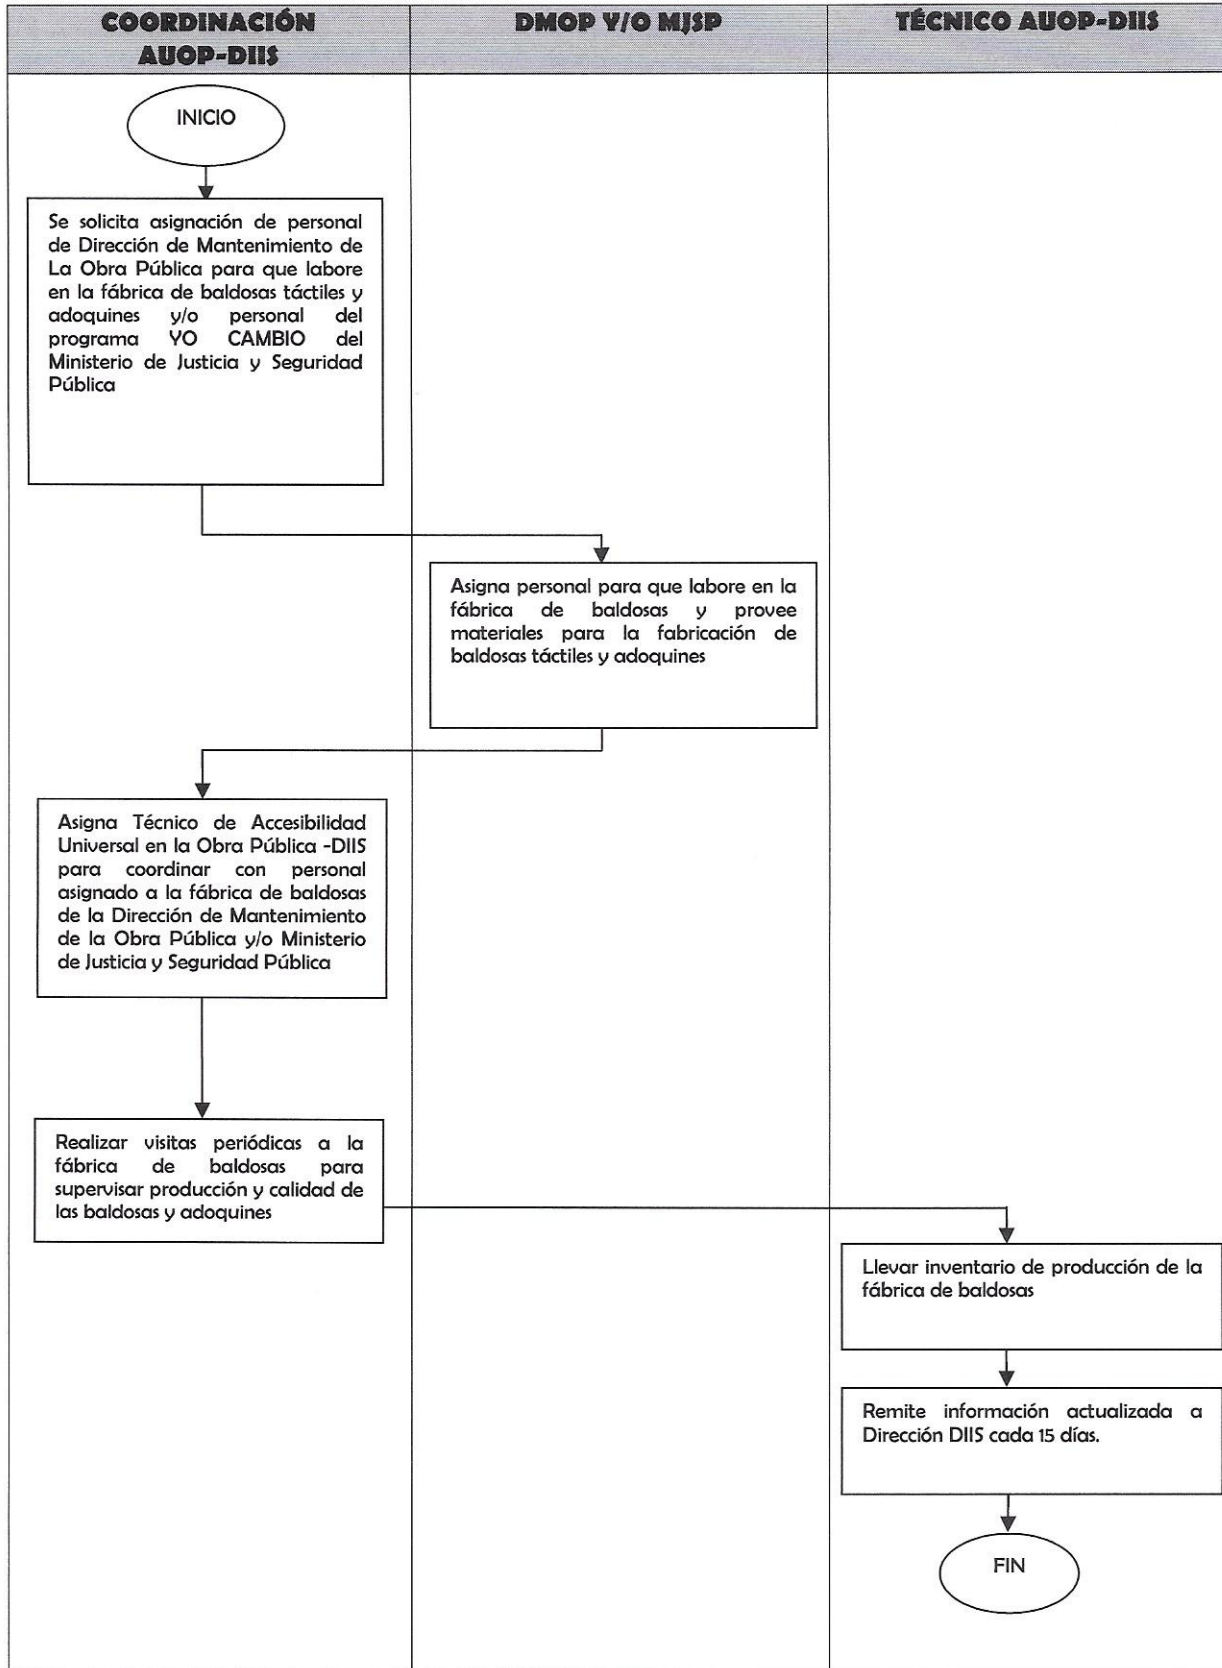 COORDINACIÓN
AUOP-DIIS
DMOP Y/O MJSP
TÉCNICO AUOP-DIIS
INICIO
Se solicita asignación de personal
de Dirección de Mantenimiento de
La Obra Pública para que labore
en la fábrica de baldosas táctiles y
adoquines y/o personal del
programa YO CAMBIO del
Ministerio de Justicia y Seguridad
Pública
Asigna personal para que labore en la
fábrica de baldosas y provee
materiales para la fabricación de
baldosas táctiles y adoquines
Asigna Técnico de Accesibilidad
Universal en la Obra Pública -DIIS
para coordinar con personal
asignado a la fábrica de baldosas
de la Dirección de Mantenimiento
de la Obra Pública y/o Ministerio
de Justicia y Seguridad Pública
Realizar visitas periódicas a la
fábrica de baldosas para
supervisar producción y calidad de
las baldosas y adoquines
Llevar inventario de producción de la
fábrica de baldosas
Remite información actualizada a
Dirección DIIS cada 15 días.
FIN